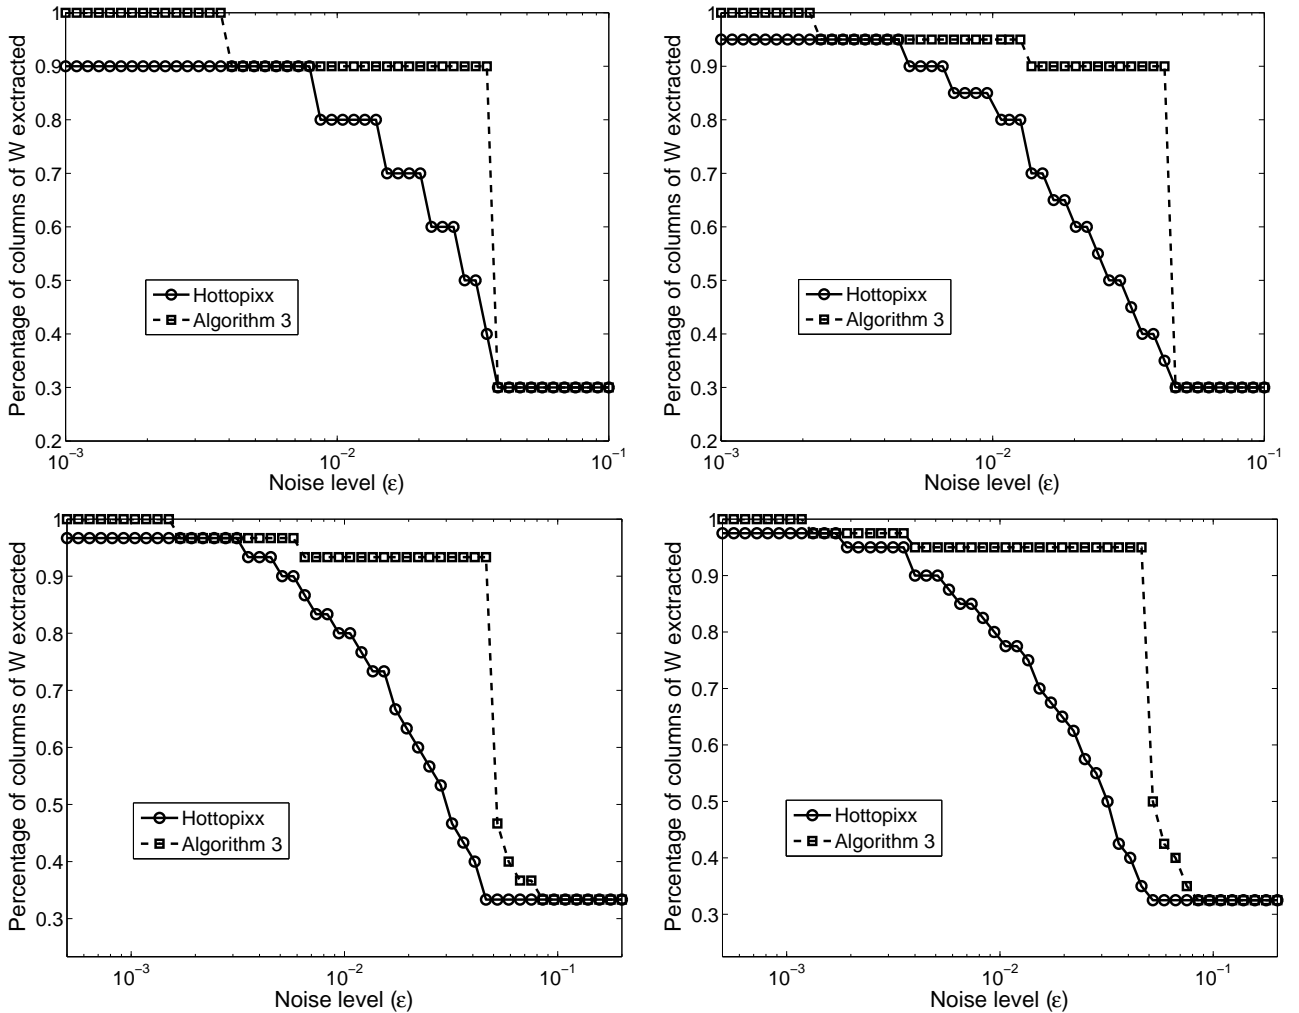 Percentage of columns of W exctracted
1
0.9
0.8
0.7
0.6
0.5
0.4
0.3
0.2
10−3
10−2
10−1
Noise level (ε)
Hottopixx
Algorithm 3
Percentage of columns of W exctracted
1
0.9
0.8
0.7
0.6
0.5
0.4
0.3
0.2
10−3
10−2
10−1
Noise level (ε)
Hottopixx
Algorithm 3
Percentage of columns of W exctracted
1
0.9
0.8
0.7
0.6
0.5
0.4
0.3
10−3
10−2
10−1
Noise level (ε)
Hottopixx
Algorithm 3
Percentage of columns of W exctracted
1
0.9
0.8
0.7
0.6
0.5
0.4
0.3
10−3
10−2
10−1
Noise level (ε)
Hottopixx
Algorithm 3